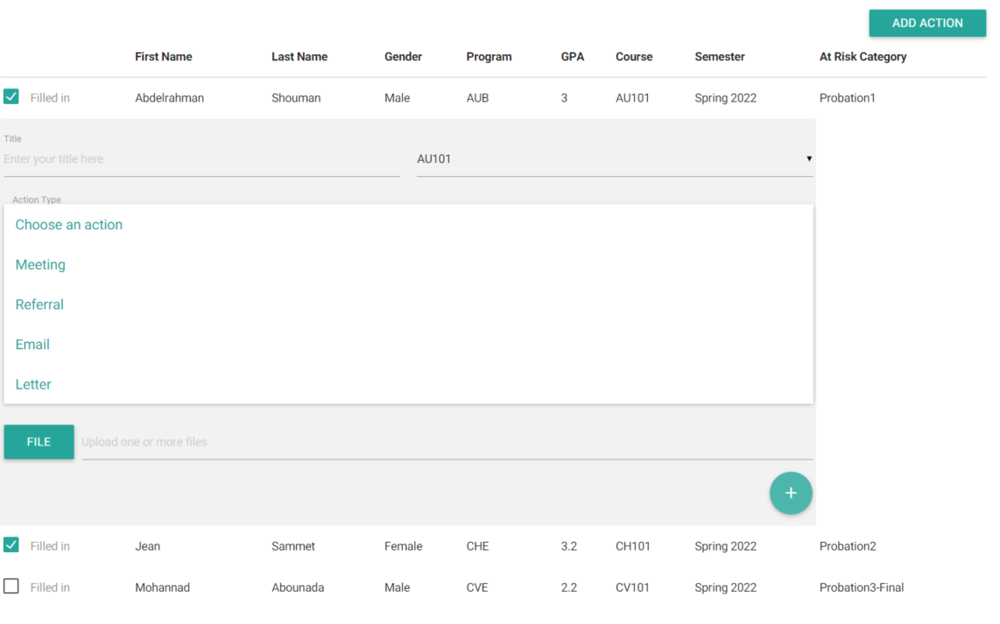 ADD ACTION
First Name Last Name Gender Program GPA Course Semester At Risk Category
Filled in Abdelrahman Shouman Male AUB 3 AU101 Spring 2022 Probation1
Title
Enter your title here AU101
Action Type
Choose an action
Meeting
Referral
Email
Letter
FILE Upload one or more files
+
Filled in Jean Sammet Female CHE 3.2 CH101 Spring 2022 Probation2
Filled in Mohannad Abounada Male CVE 2.2 CV101 Spring 2022 Probation3-Final